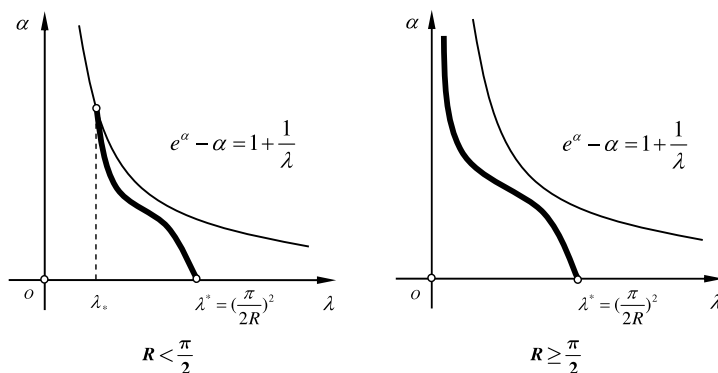 α
e^α − α = 1 + 1/λ
o
λ_*
λ^* = (π/2R)^2
λ
R < π/2
α
e^α − α = 1 + 1/λ
o
λ^* = (π/2R)^2
λ
R ≥ π/2